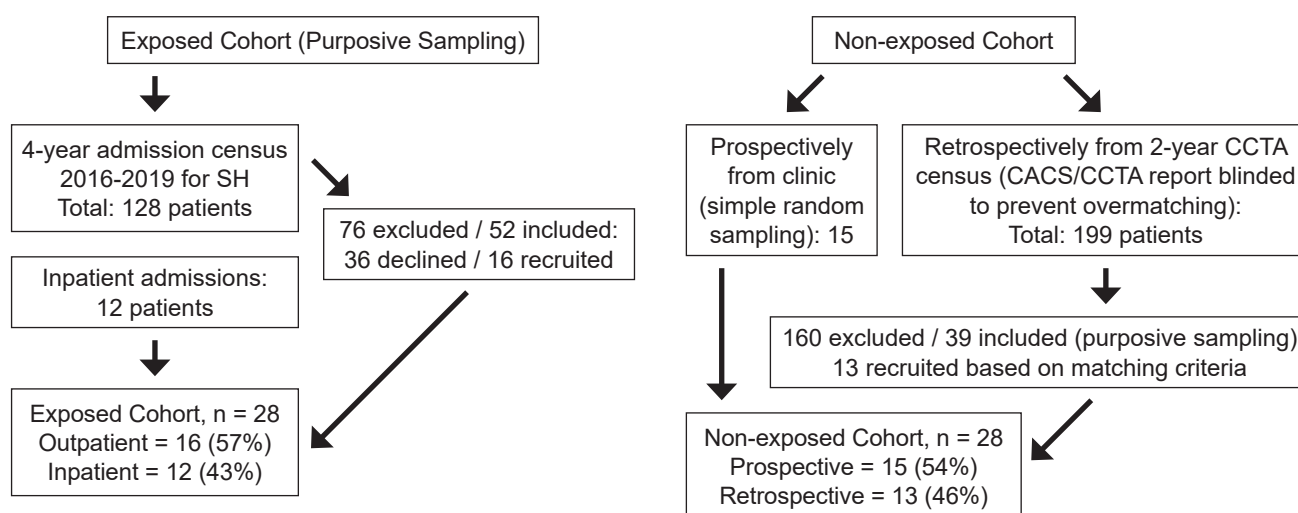 Exposed Cohort (Purposive Sampling)
4-year admission census
2016-2019 for SH
Total: 128 patients
76 excluded / 52 included:
36 declined / 16 recruited
Inpatient admissions:
12 patients
Exposed Cohort, n = 28
Outpatient = 16 (57%)
Inpatient = 12 (43%)
Non-exposed Cohort
Prospectively
from clinic
(simple random
sampling): 15
Retrospectively from 2-year CCTA
census (CACS/CCTA report blinded
to prevent overmatching):
Total: 199 patients
160 excluded / 39 included (purposive sampling)
13 recruited based on matching criteria
Non-exposed Cohort, n = 28
Prospective = 15 (54%)
Retrospective = 13 (46%)